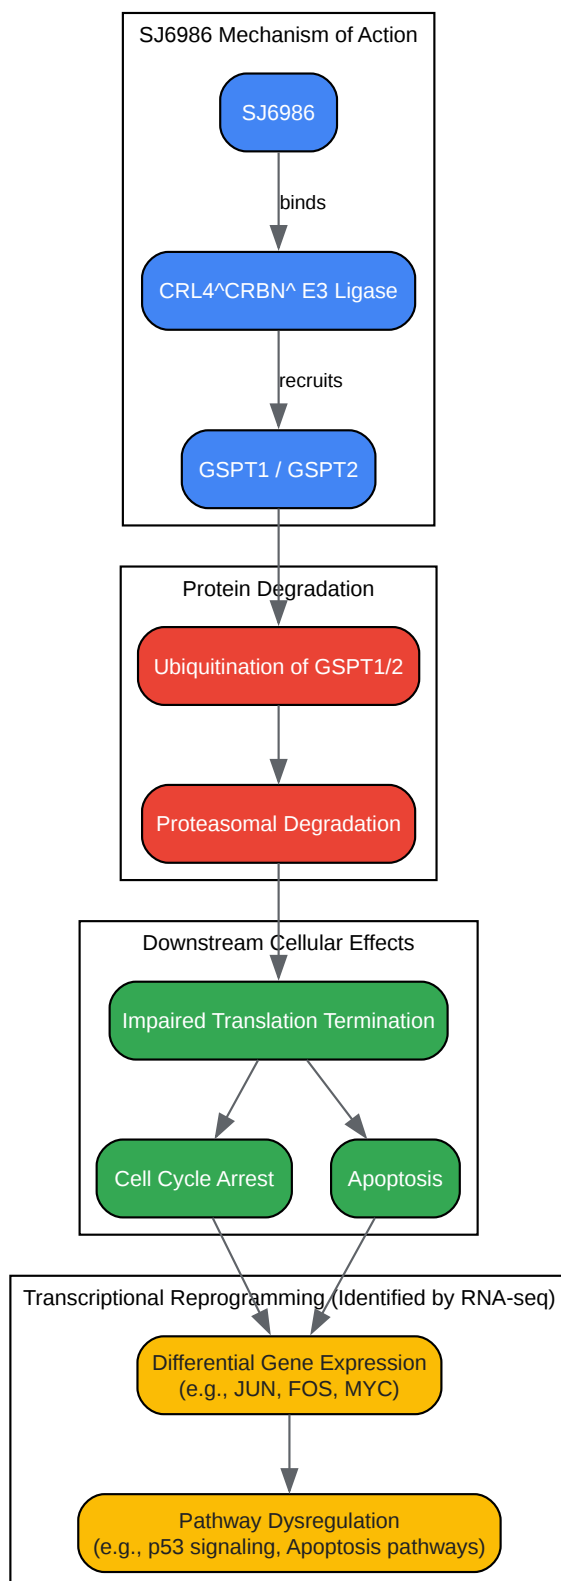 SJ6986 Mechanism of Action
SJ6986
binds
CRL4^CRBN^ E3 Ligase
recruits
GSPT1 / GSPT2
Protein Degradation
Ubiquitination of GSPT1/2
Proteasomal Degradation
Downstream Cellular Effects
Impaired Translation Termination
Cell Cycle Arrest
Apoptosis
Transcriptional Reprogramming (Identified by RNA-seq)
Differential Gene Expression
(e.g., JUN, FOS, MYC)
Pathway Dysregulation
(e.g., p53 signaling, Apoptosis pathways)